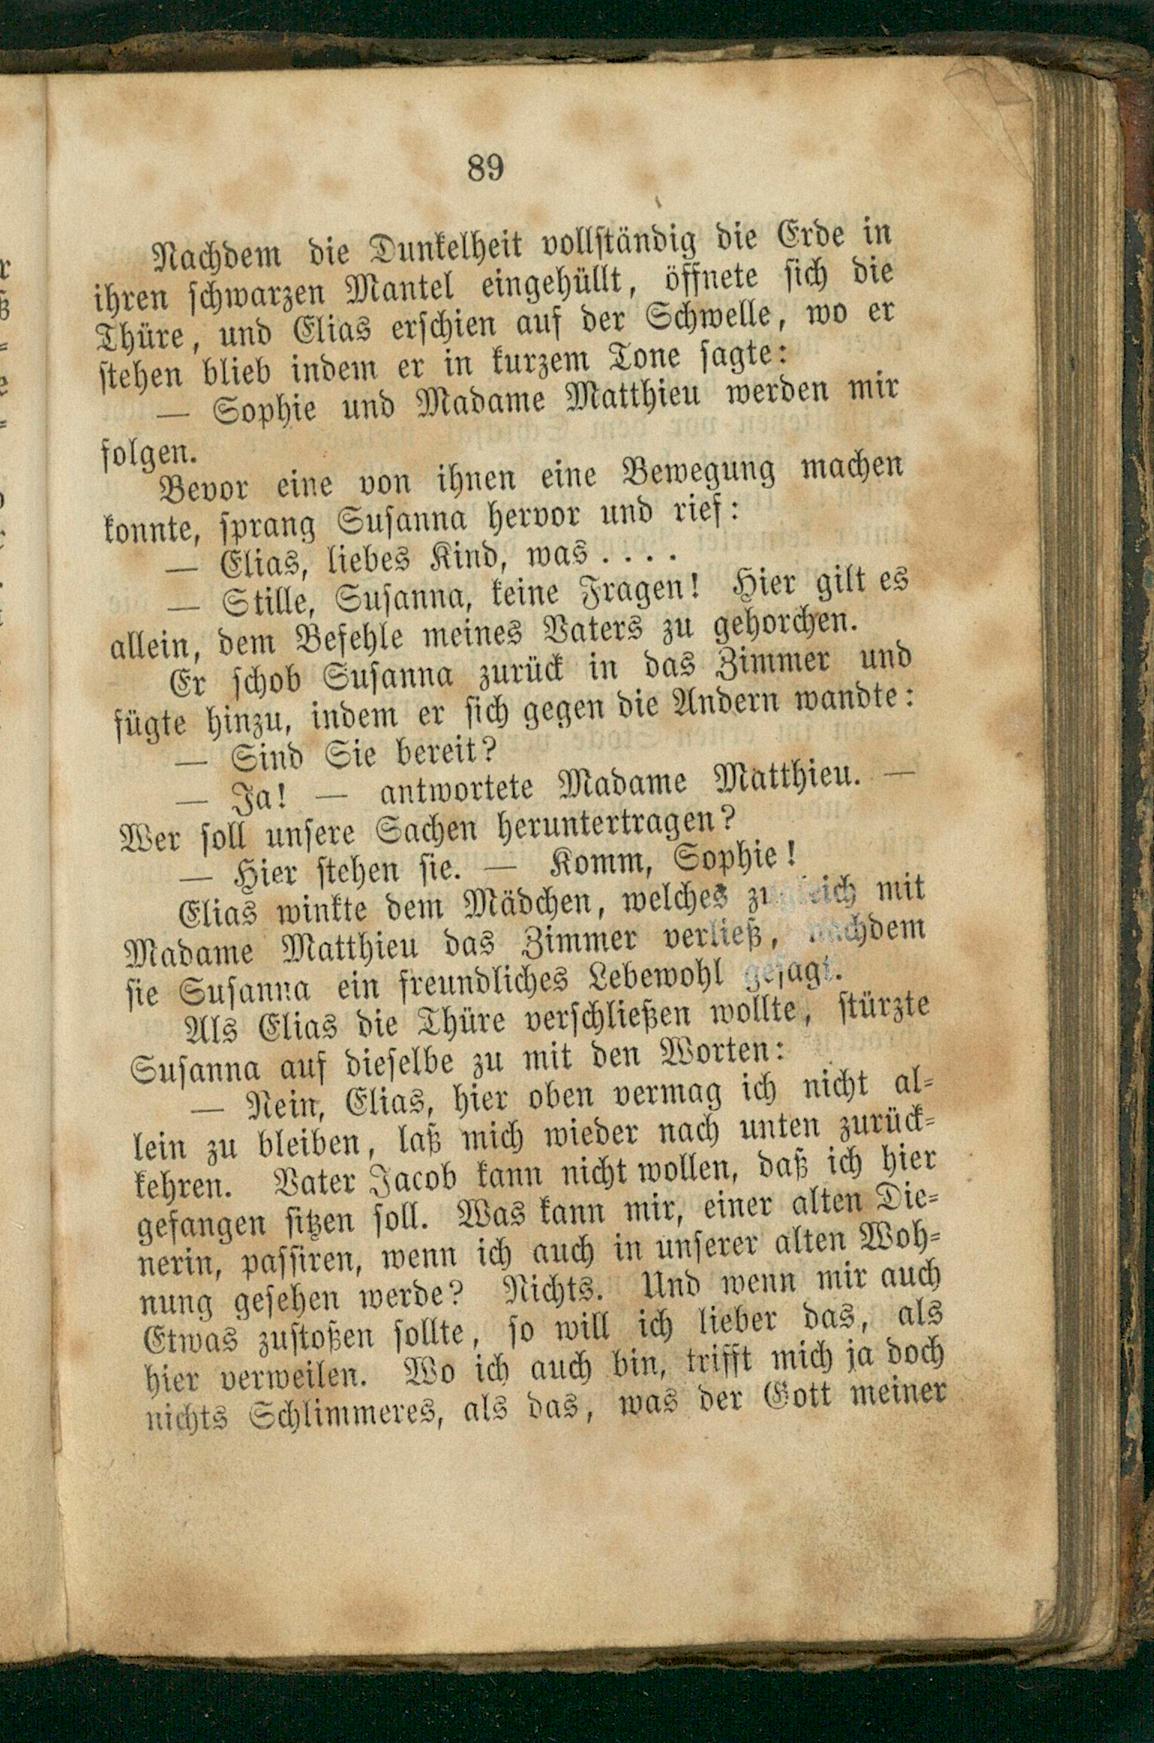 89
Nachdem die Dunkelheit vollständig die Erde in
ihren schwarzen Mantel eingehüllt, öffnete sich die
Thüre, und Elias erschien auf der Schwelle, wo er
stehen blieb indem er in kurzem Tone sagte:
— Sophie und Madame Matthieu werden mir
folgen.
Bevor eine von ihnen eine Bewegung machen
konnte, sprang Susanna hervor und rief:
— Elias, liebes Kind, was . . . .
— Stille, Susanna, keine Fragen! Hier gilt es
allein, dem Befehle meines Vaters zu gehorchen.
Er schob Susanna zurück in das Zimmer und
fügte hinzu, indem er sich gegen die Andern wandte:
— Sind Sie bereit?
— Ja! — antwortete Madame Matthieu. —
Wer soll unsere Sachen heruntertragen?
— Hier stehen sie. — Komm, Sophie!
Elias winkte dem Mädchen, welches zugleich mit
Madame Matthieu das Zimmer verließ, nachdem
sie Susanna ein freundliches Lebewohl gesagt.
Als Elias die Thüre verschließen wollte, stürzte
Susanna auf dieselbe zu mit den Worten:
— Nein, Elias, hier oben vermag ich nicht al-
lein zu bleiben, laß mich wieder nach unten zurück-
kehren. Vater Jacob kann nicht wollen, daß ich hier
gefangen sitzen soll. Was kann mir, einer alten Die-
nerin, passiren, wenn ich auch in unserer alten Woh-
nung gesehen werde? Nichts. Und wenn mir auch
Etwas zustoßen sollte, so will ich lieber das, als
hier verweilen. Wo ich auch bin, trifft mich ja doch
nichts Schlimmeres, als das, was der Gott meiner